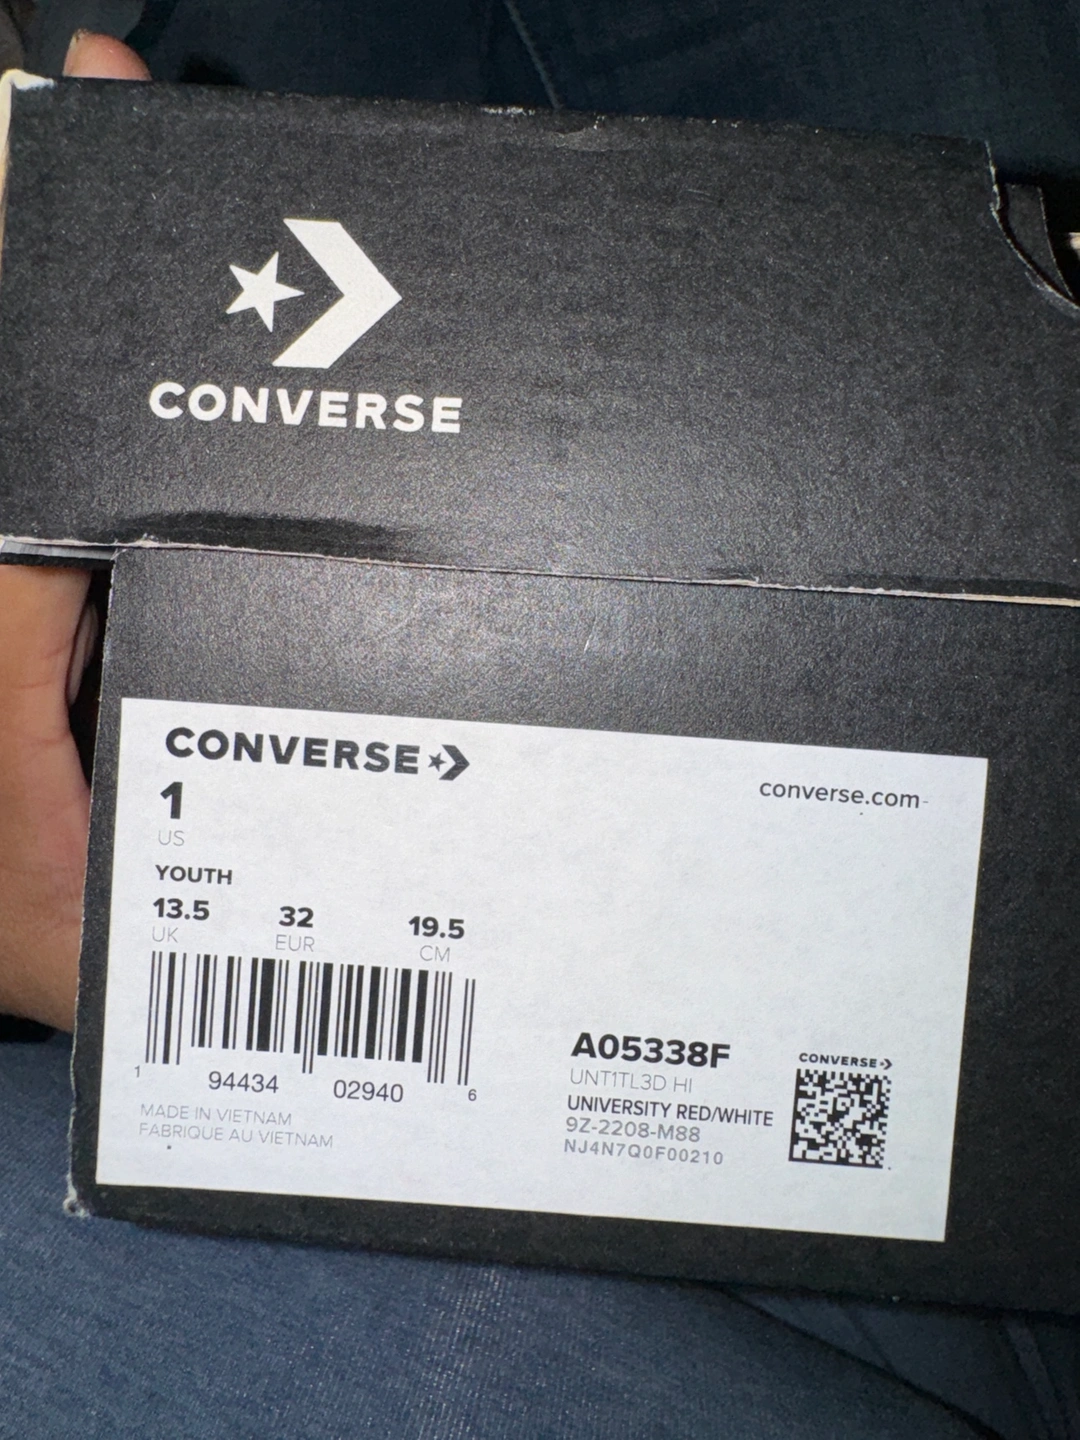 CONVERSE
CONVERSE
converse.com
1
US
YOUTH
13.5 32 19.5
UK EUR CM
1 94434 02940 6
MADE IN VIETNAM
FABRIQUE AU VIETNAM
A05338F
UNT1TL3D HI
UNIVERSITY RED/WHITE
9Z-2208-M88
NJ4N7Q0F00210
CONVERSE